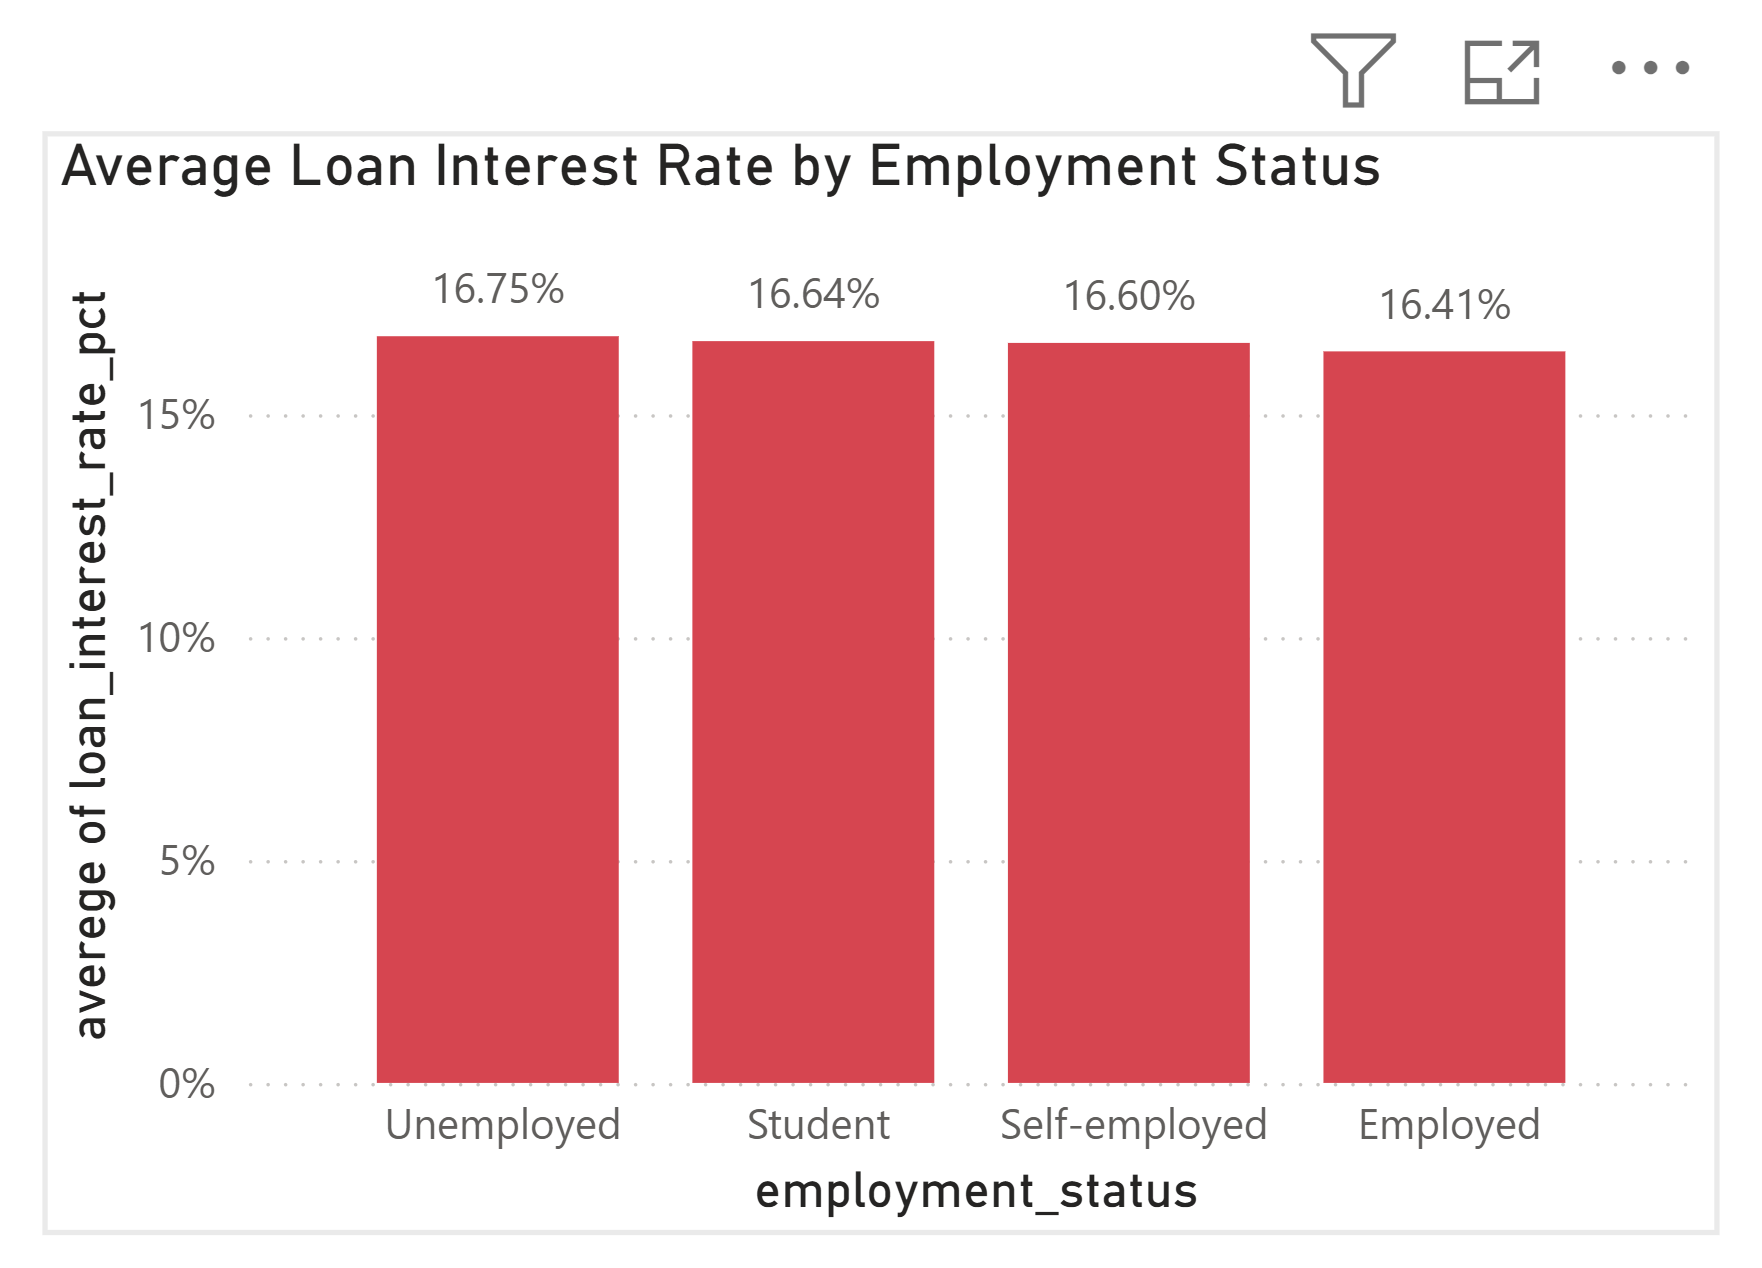 Average Loan Interest Rate by Employment Status
averege of loan_interest_rate_pct
16.75%
16.64%
16.60%
16.41%
15%
10%
5%
0%
Unemployed
Student
Self-employed
Employed
employment_status